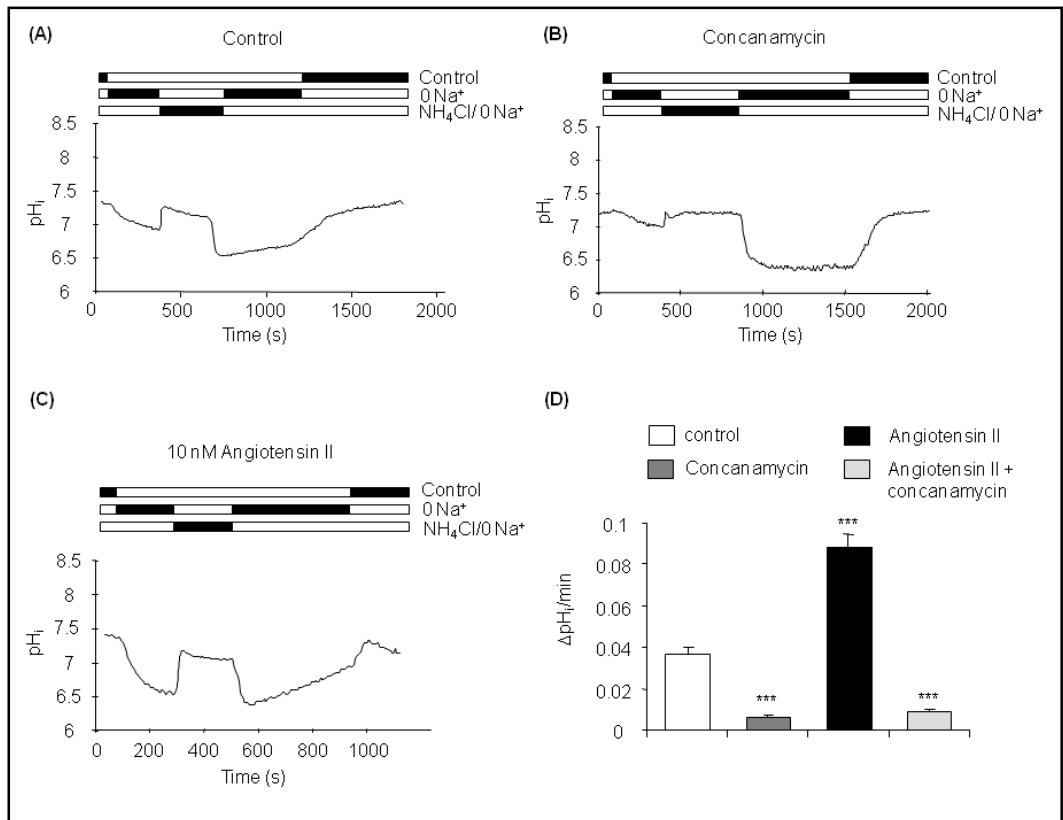 (A)
Control
Control
0 Na⁺
NH₄Cl/ 0 Na⁺
8.5
8
7.5
7
6.5
6
pHᵢ
0 500 1000 1500 2000
Time (s)
(B)
Concanamycin
Control
0 Na⁺
NH₄Cl/ 0 Na⁺
8.5
8
7.5
7
6.5
6
pHᵢ
0 500 1000 1500 2000
Time (s)
(C)
10 nM Angiotensin II
Control
0 Na⁺
NH₄Cl/0 Na⁺
8.5
8
7.5
7
6.5
6
pHᵢ
0 200 400 600 800 1000
Time (s)
(D)
control
Angiotensin II
Concanamycin
Angiotensin II +
concanamycin
0.1
0.08
0.06
0.04
0.02
0
ΔpHᵢ/min
***
***
***